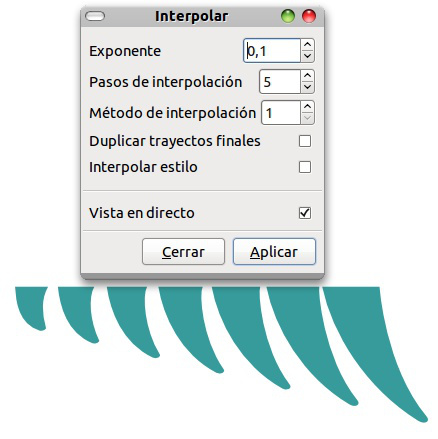 Interpolar
Exponente 0,1
Pasos de interpolación 5
Método de interpolación 1
Duplicar trayectos finales
Interpolar estilo
Vista en directo
Cerrar Aplicar